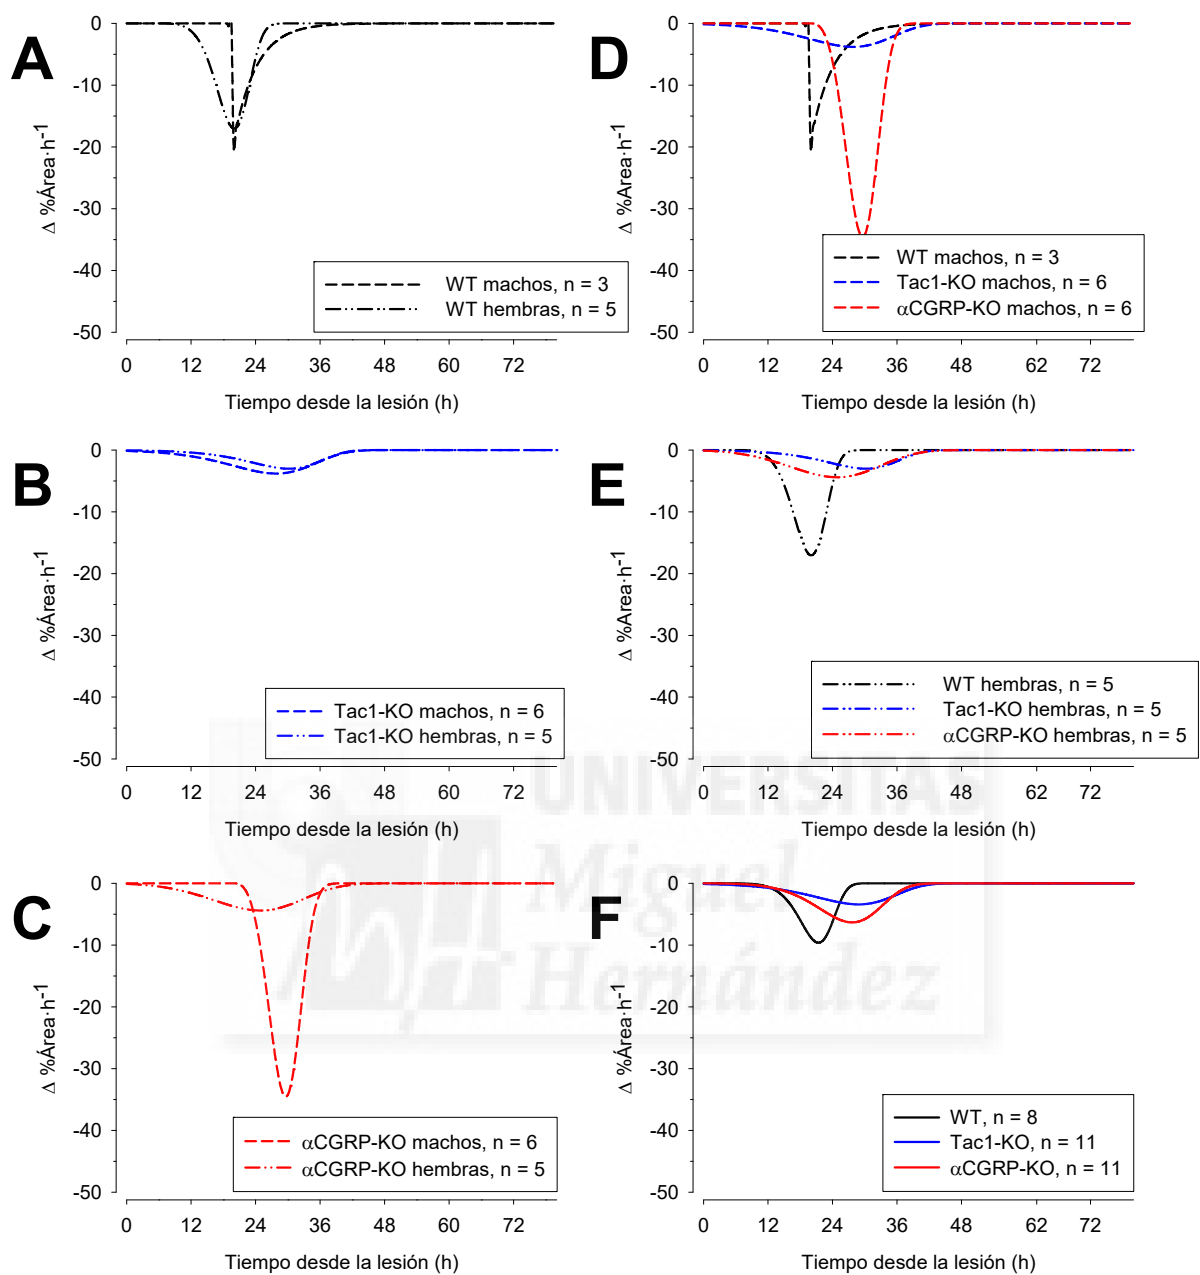 A
0
-10
-20
-30
-40
-50
Δ %Área·h-1
WT machos, n = 3
WT hembras, n = 5
0 12 24 36 48 60 72
Tiempo desde la lesión (h)
D
0
-10
-20
-30
-40
-50
Δ %Área·h-1
WT machos, n = 3
Tac1-KO machos, n = 6
αCGRP-KO machos, n = 6
0 12 24 36 48 62 72
Tiempo desde la lesión (h)
B
0
-10
-20
-30
-40
-50
Δ %Área·h-1
Tac1-KO machos, n = 6
Tac1-KO hembras, n = 5
0 12 24 36 48 60 72
Tiempo desde la lesión (h)
E
0
-10
-20
-30
-40
-50
Δ %Área·h-1
WT hembras, n = 5
Tac1-KO hembras, n = 5
αCGRP-KO hembras, n = 5
0 12 24 36 48 62 72
Tiempo desde la lesión (h)
C
0
-10
-20
-30
-40
-50
Δ %Área·h-1
αCGRP-KO machos, n = 6
αCGRP-KO hembras, n = 5
0 12 24 36 48 60 72
Tiempo desde la lesión (h)
F
0
-10
-20
-30
-40
-50
Δ %Área·h-1
WT, n = 8
Tac1-KO, n = 11
αCGRP-KO, n = 11
0 12 24 36 48 62 72
Tiempo desde la lesión (h)
UNIVERSITAS
Miguel
Hernández